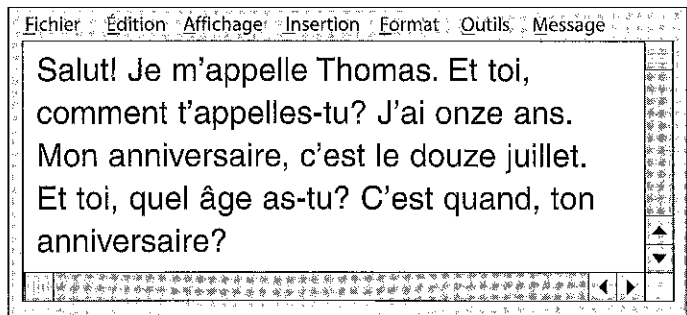 Fichier Édition Affichage Insertion Format Outils Message
Salut! Je m'appelle Thomas. Et toi,
comment t'appelles-tu? J'ai onze ans.
Mon anniversaire, c'est le douze juillet.
Et toi, quel âge as-tu? C'est quand, ton
anniversaire?